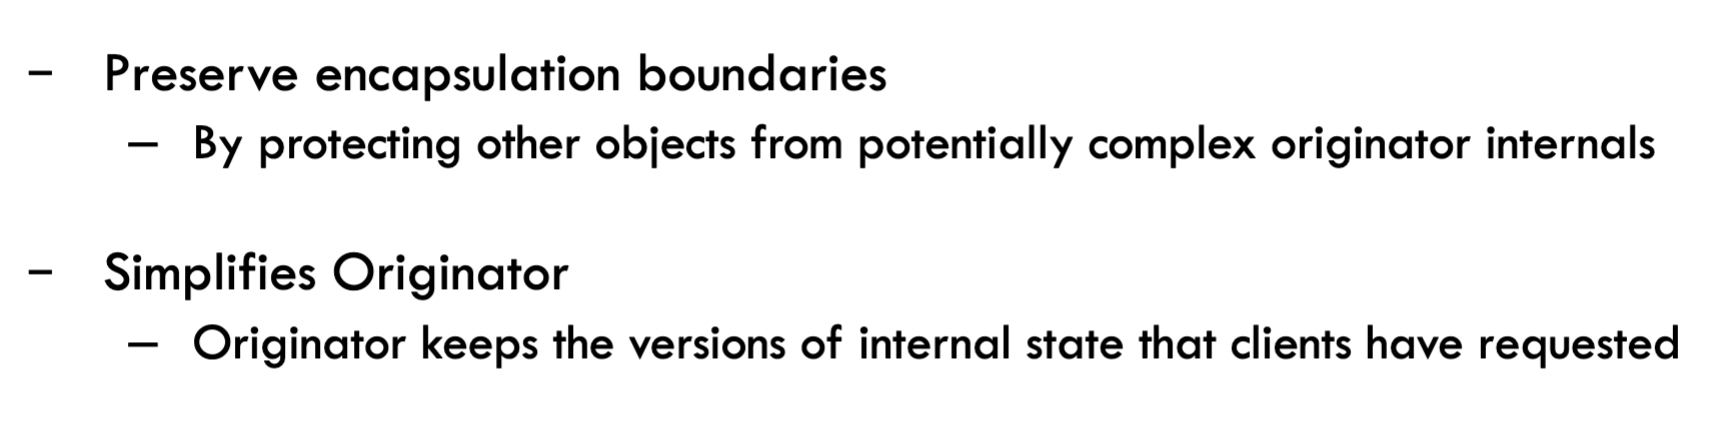 – Preserve encapsulation boundaries
– By protecting other objects from potentially complex originator internals
– Simplifies Originator
– Originator keeps the versions of internal state that clients have requested